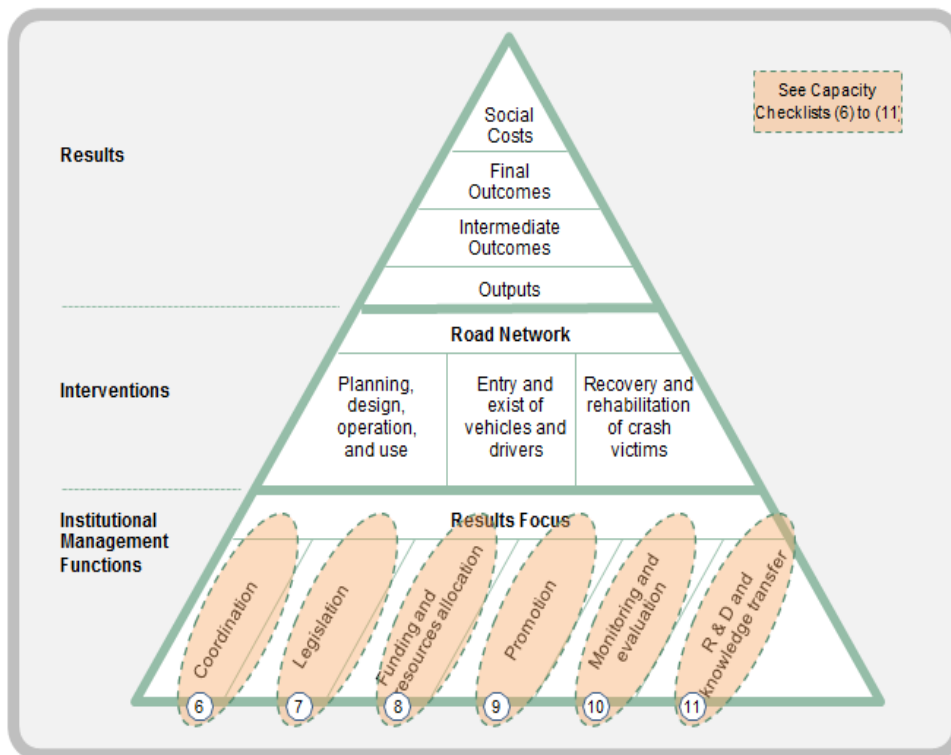 See Capacity
Checklists (6) to (11)
Results
Social
Costs
Final
Outcomes
Intermediate
Outcomes
Outputs
Interventions
Road Network
Planning,
design,
operation,
and use
Entry and
exist of
vehicles and
drivers
Recovery and
rehabilitation
of crash
victims
Institutional
Management
Functions
Results Focus
Coordination
Legislation
Funding and
resources allocation
Promotion
Monitoring and
evaluation
R & D and
knowledge transfer
6
7
8
9
10
11